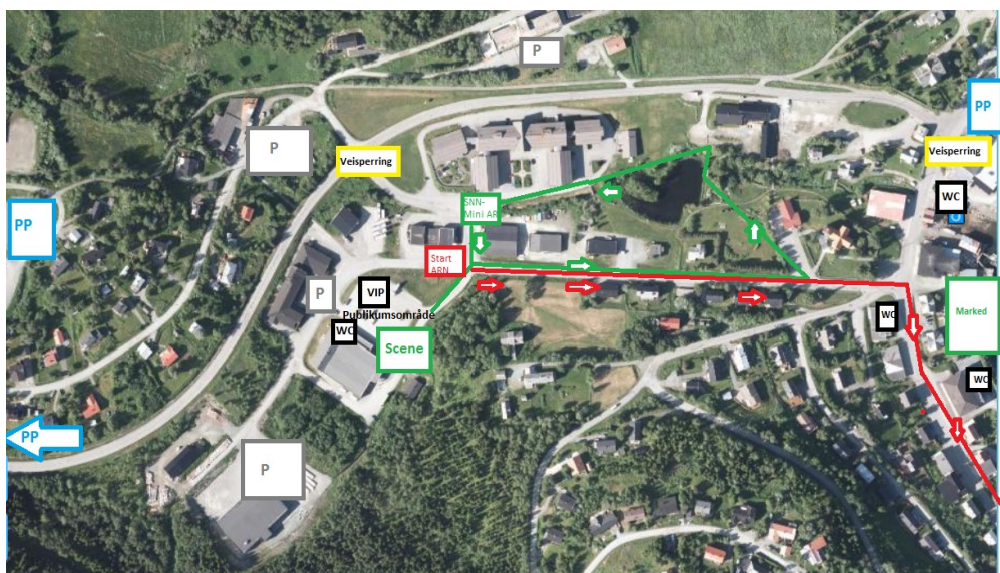 P
PP
P
Veisperring
Veisperring
WC
SNN-
Mini AR
PP
Start
ARN
P
VIP
Publikumsområde
WC
Scene
WC
Marked
WC
PP
P